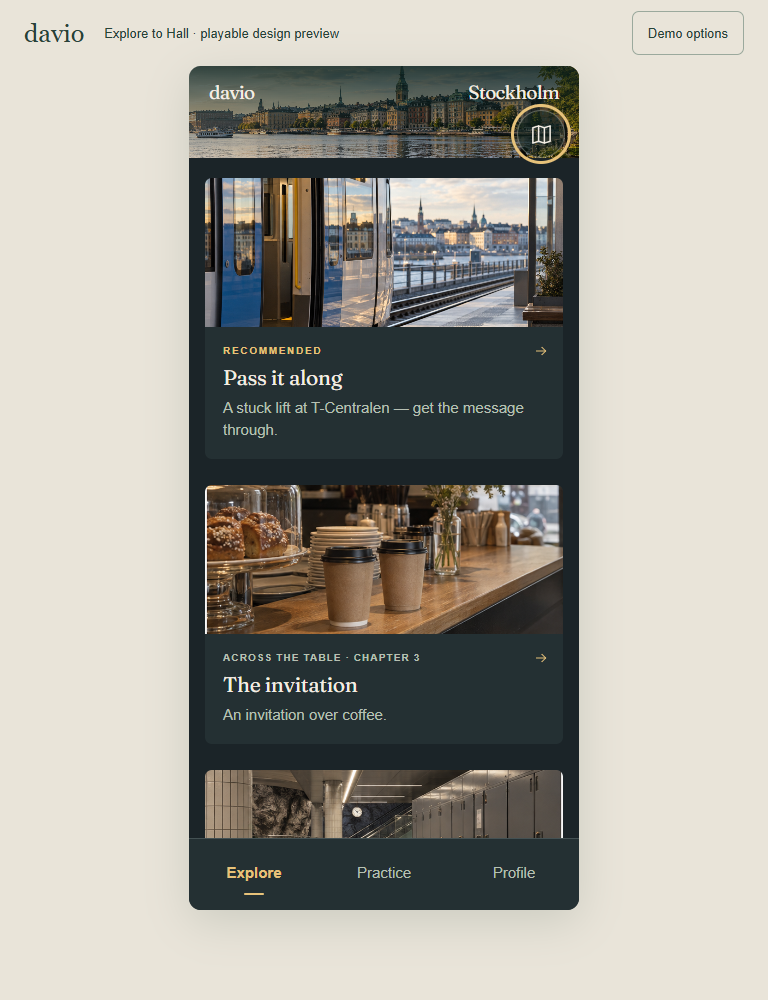 davio
Explore to Hall · playable design preview
Demo options
davio
Stockholm
RECOMMENDED
Pass it along
A stuck lift at T-Centralen — get the message
through.
ACROSS THE TABLE · CHAPTER 3
The invitation
An invitation over coffee.
Explore
Practice
Profile